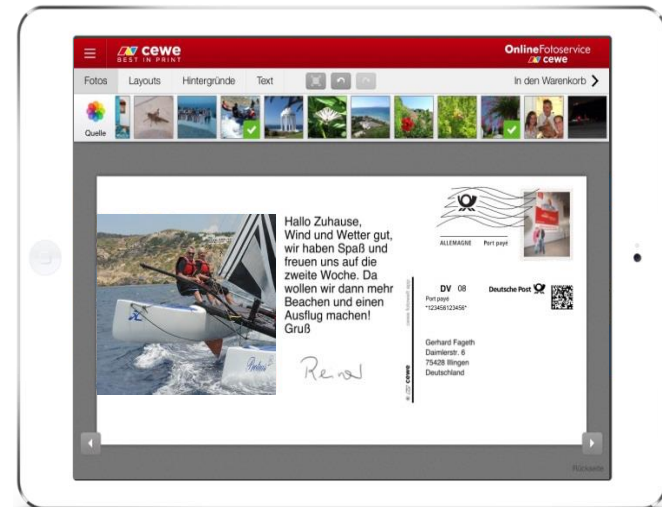 cewe
BEST IN PRINT
OnlineFotoservice
cewe
Fotos
Layouts
Hintergründe
Text
In den Warenkorb
Quelle
Hallo Zuhause,
Wind und Wetter gut,
wir haben Spaß und
freuen uns auf die
zweite Woche. Da
wollen wir dann mehr
Beachen und einen
Ausflug machen!
Gruß
ALLEMAGNE Port payé
DV 08 Deutsche Post
Port payé
*123456123456*
Gerhard Fageth
Daimlerstr. 6
75428 Illingen
Deutschland
cewe
Rückseite